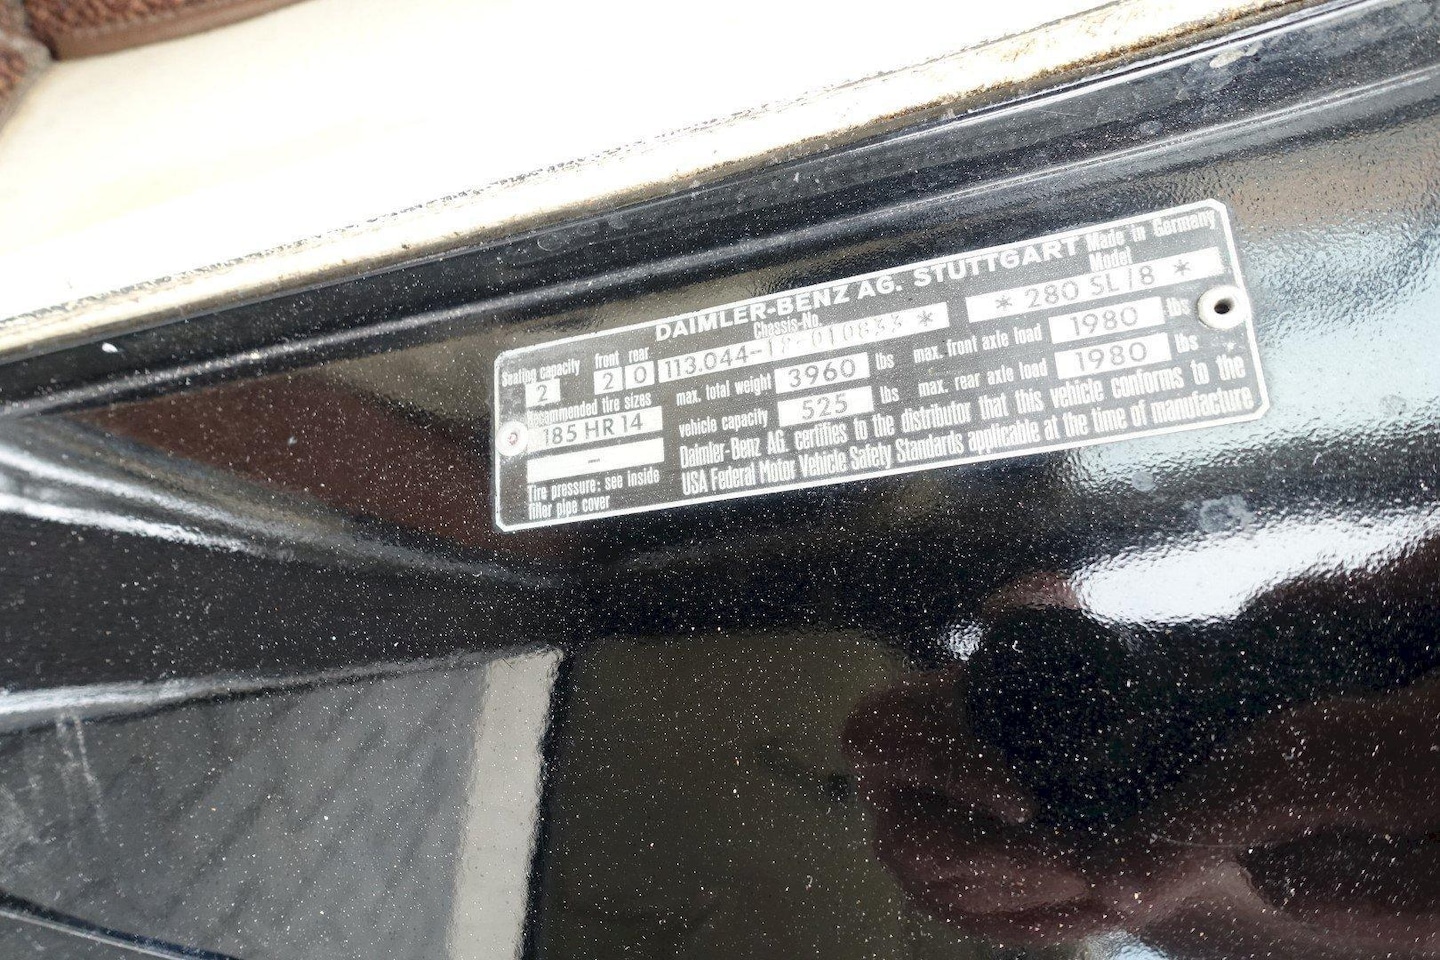 DAIMLER-BENZ AG. STUTTGART Made in Germany
Seating capacity front rear Chassis-No. Model
2 2 0 113.044-12-010833 * * 280 SL/8 *
Recommended tire sizes max. total weight 3960 lbs max. front axle load 1980 lbs
185 HR 14 vehicle capacity 525 lbs max. rear axle load 1980 lbs
–
Tire pressure: see inside
filler pipe cover
Daimler-Benz AG. certifies to the distributor that this vehicle conforms to the
USA Federal Motor Vehicle Safety Standards applicable at the time of manufacture